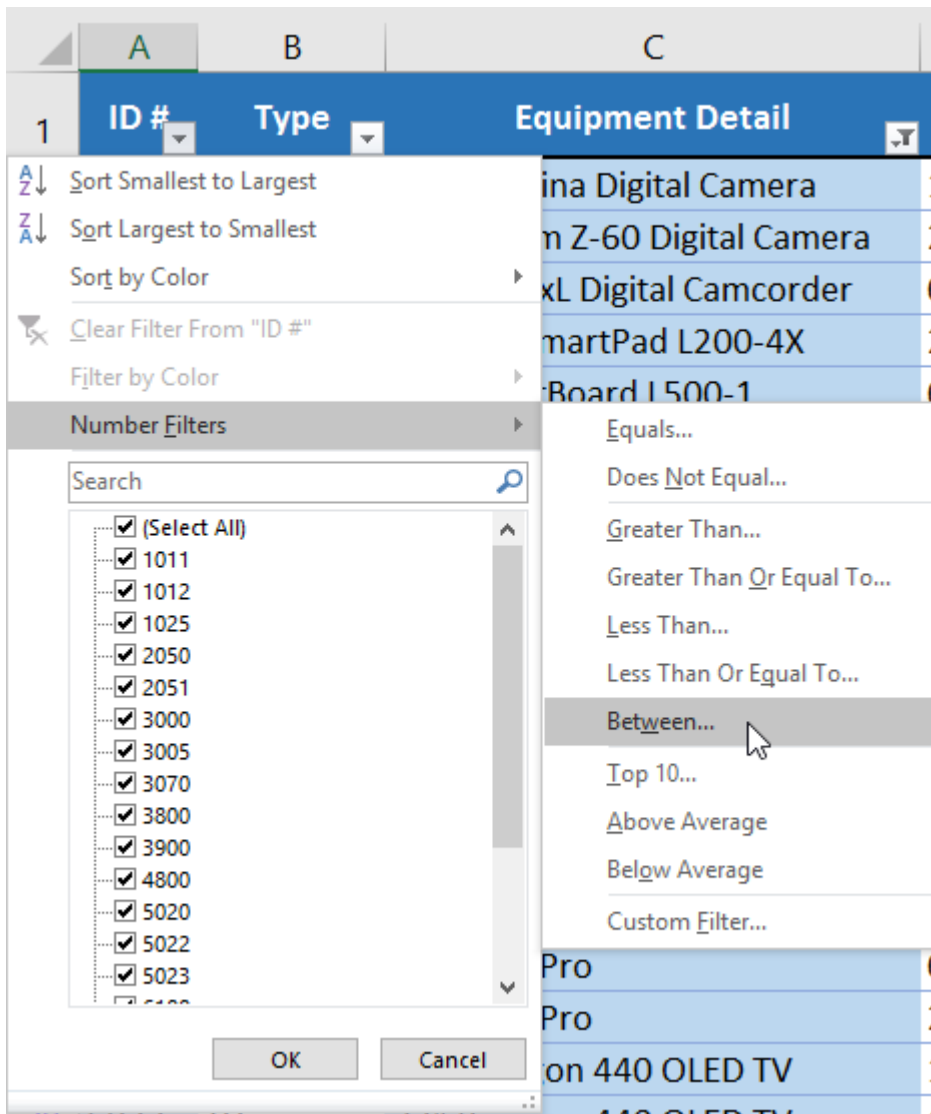 A B C
1 ID # Type Equipment Detail
Sort Smallest to Largest
Sort Largest to Smallest
Sort by Color
Clear Filter From "ID #"
Filter by Color
Number Filters
Search
(Select All)
1011
1012
1025
2050
2051
3000
3005
3070
3800
3900
4800
5020
5022
5023
OK Cancel
ina Digital Camera
m Z-60 Digital Camera
xL Digital Camcorder
martPad L200-4X
Board L500-1
Equals...
Does Not Equal...
Greater Than...
Greater Than Or Equal To...
Less Than...
Less Than Or Equal To...
Between...
Top 10...
Above Average
Below Average
Custom Filter...
Pro
Pro
on 440 OLED TV